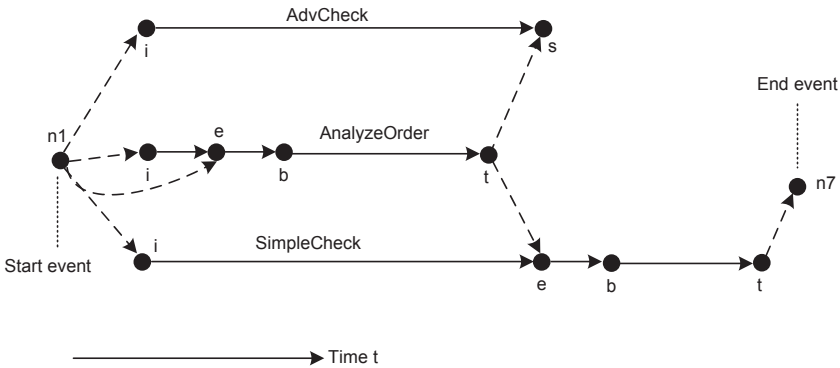 AdvCheck
i
s
End event
n1
e
AnalyzeOrder
i
b
t
n7
i
SimpleCheck
Start event
e
b
t
Time t